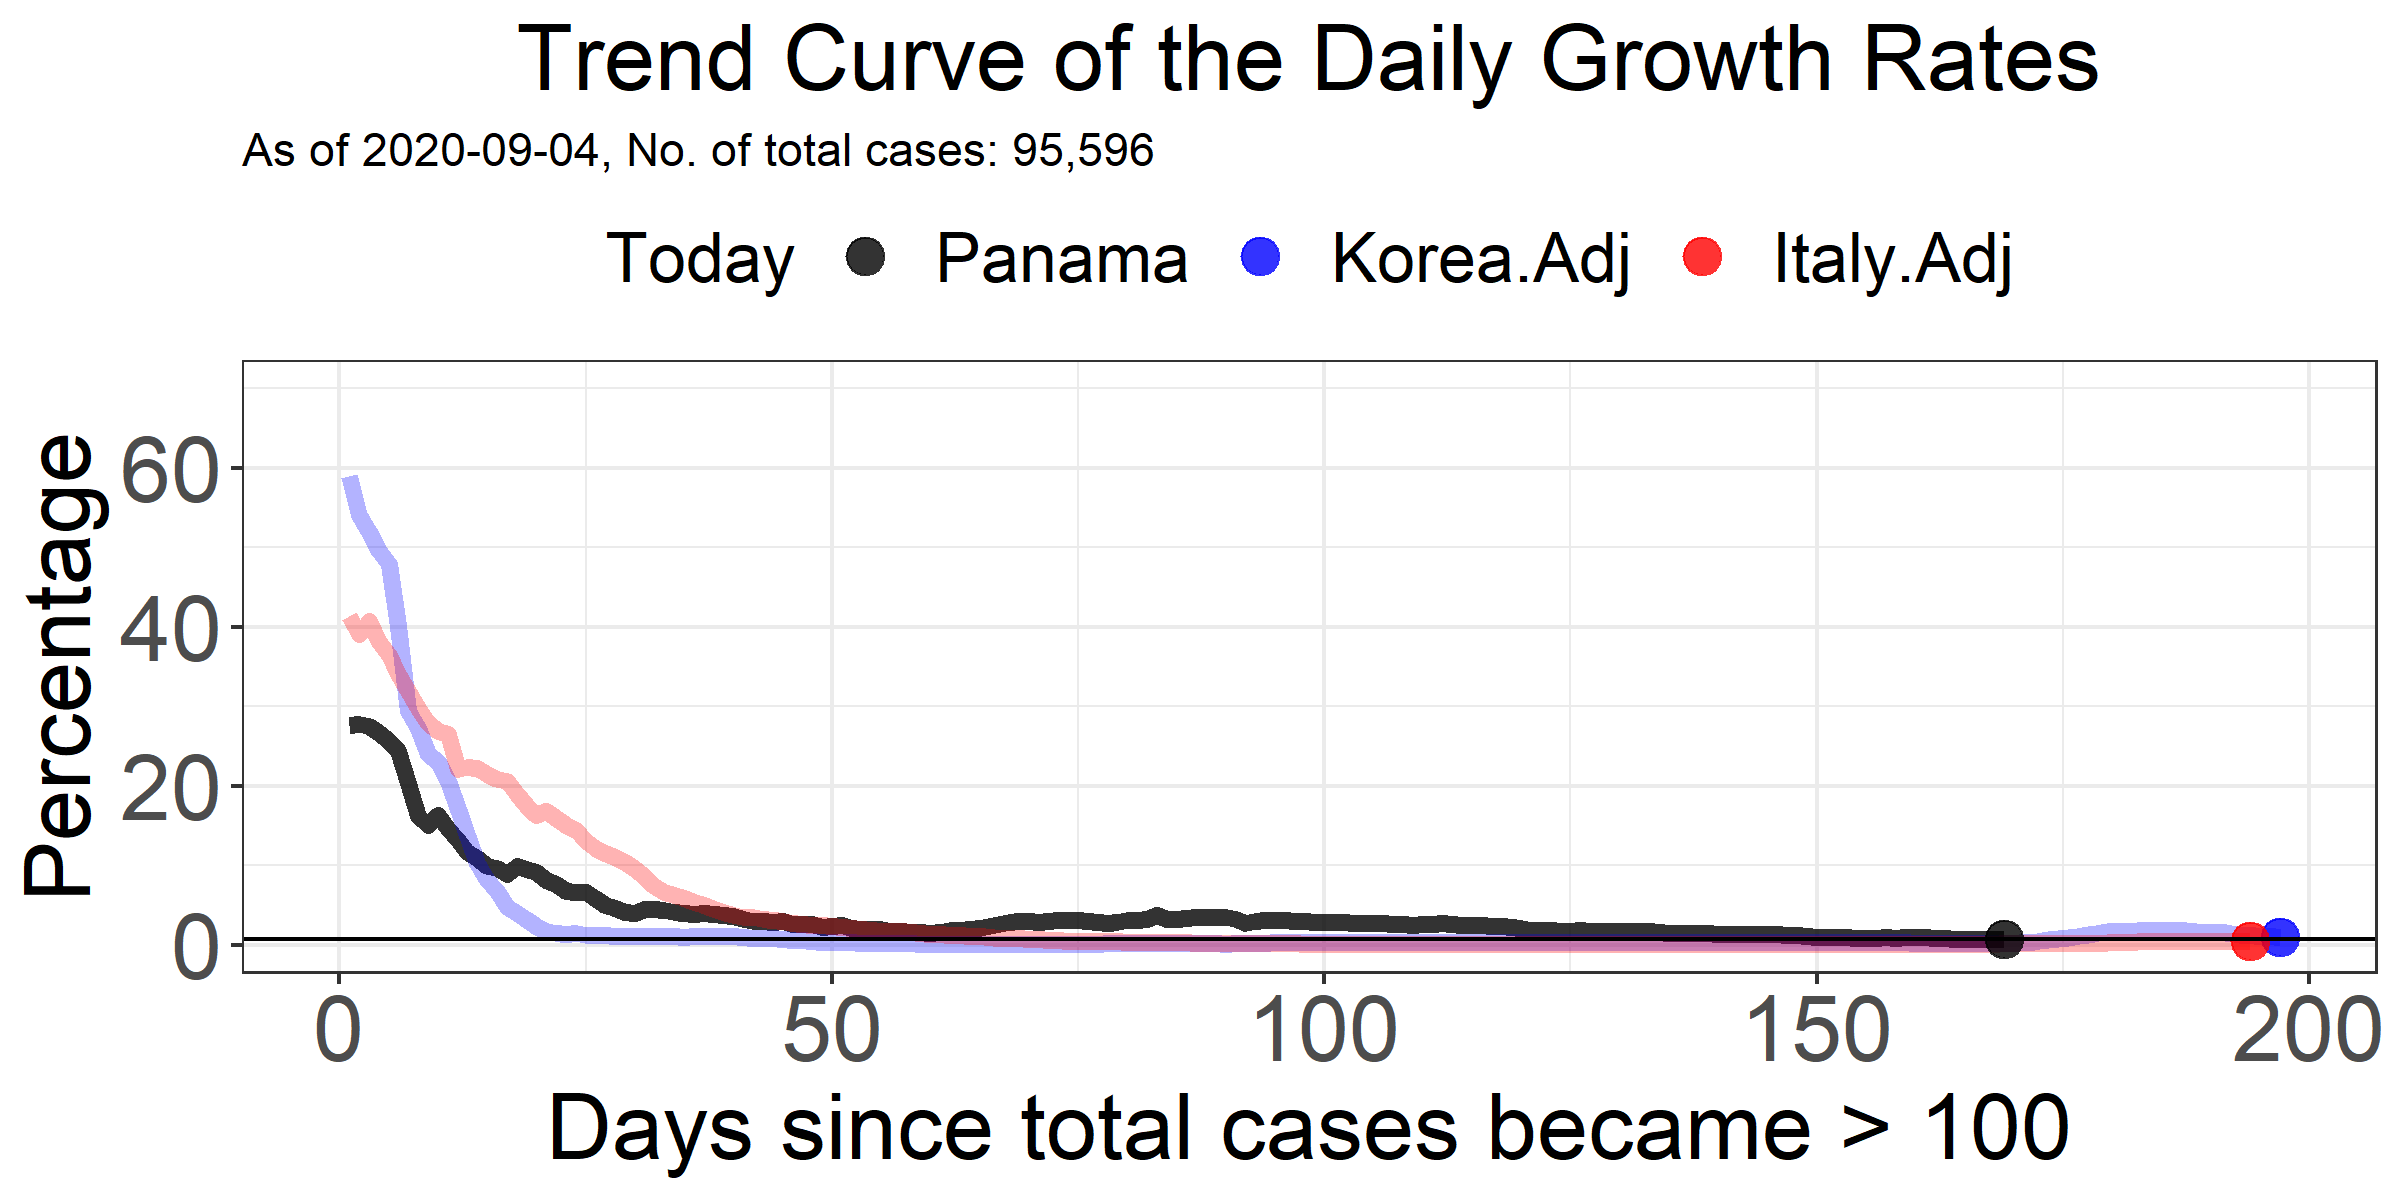 Trend Curve of the Daily Growth Rates
As of 2020-09-04, No. of total cases: 95,596
Today Panama Korea.Adj Italy.Adj
Percentage
60
40
20
0
0 50 100 150 200
Days since total cases became > 100